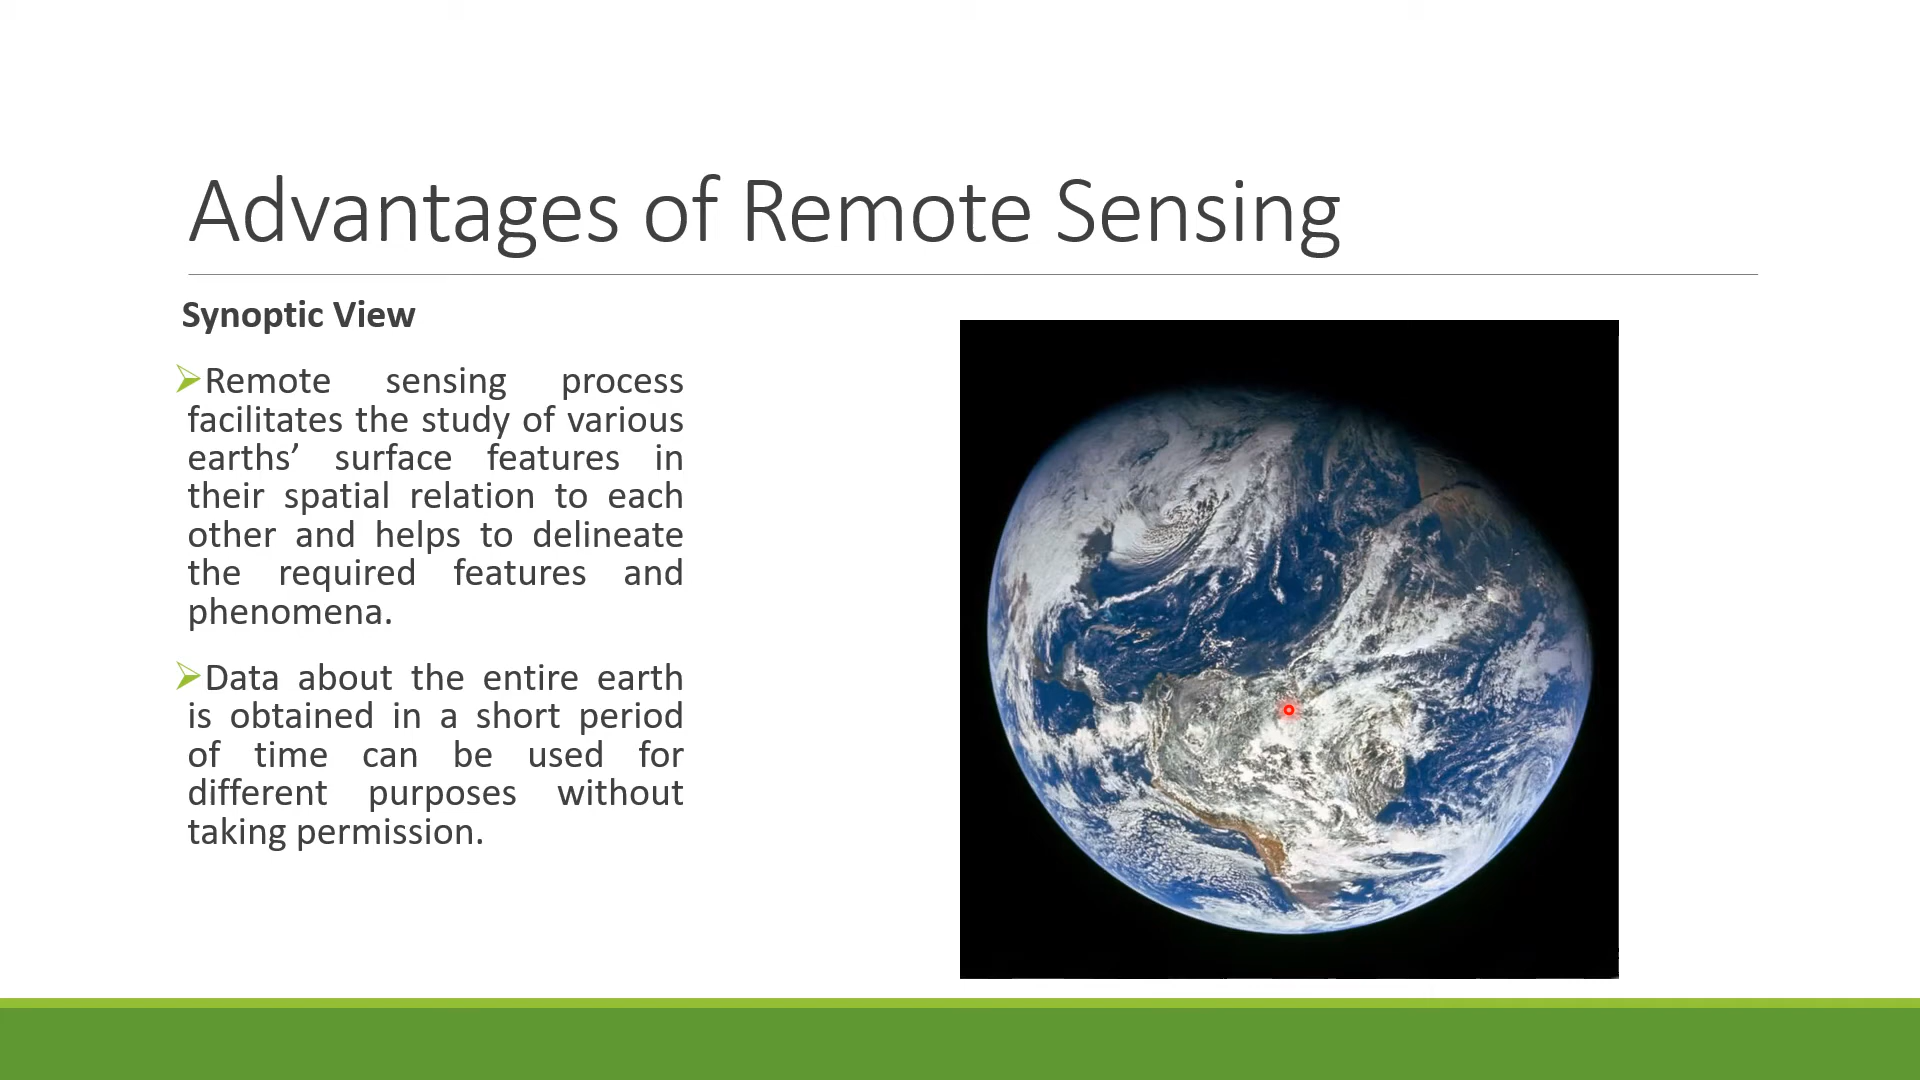 Advantages of Remote Sensing
Synoptic View
Remote sensing process
facilitates the study of various
earths’ surface features in
their spatial relation to each
other and helps to delineate
the required features and
phenomena.
Data about the entire earth
is obtained in a short period
of time can be used for
different purposes without
taking permission.